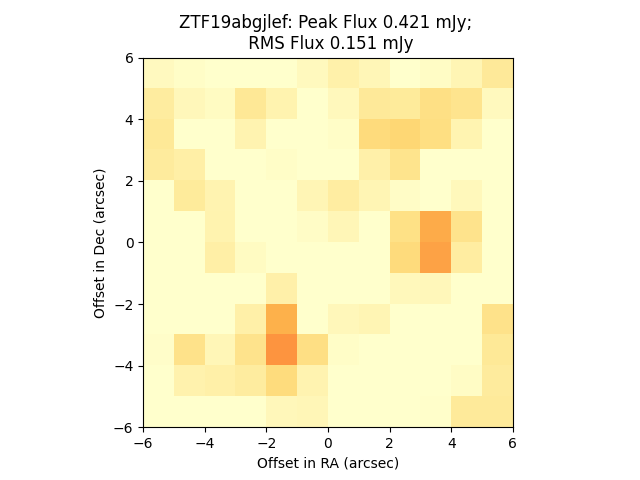 ZTF19abgjlef: Peak Flux 0.421 mJy;
RMS Flux 0.151 mJy
6
4
2
0
−2
−4
−6
Offset in Dec (arcsec)
−6 −4 −2 0 2 4 6
Offset in RA (arcsec)